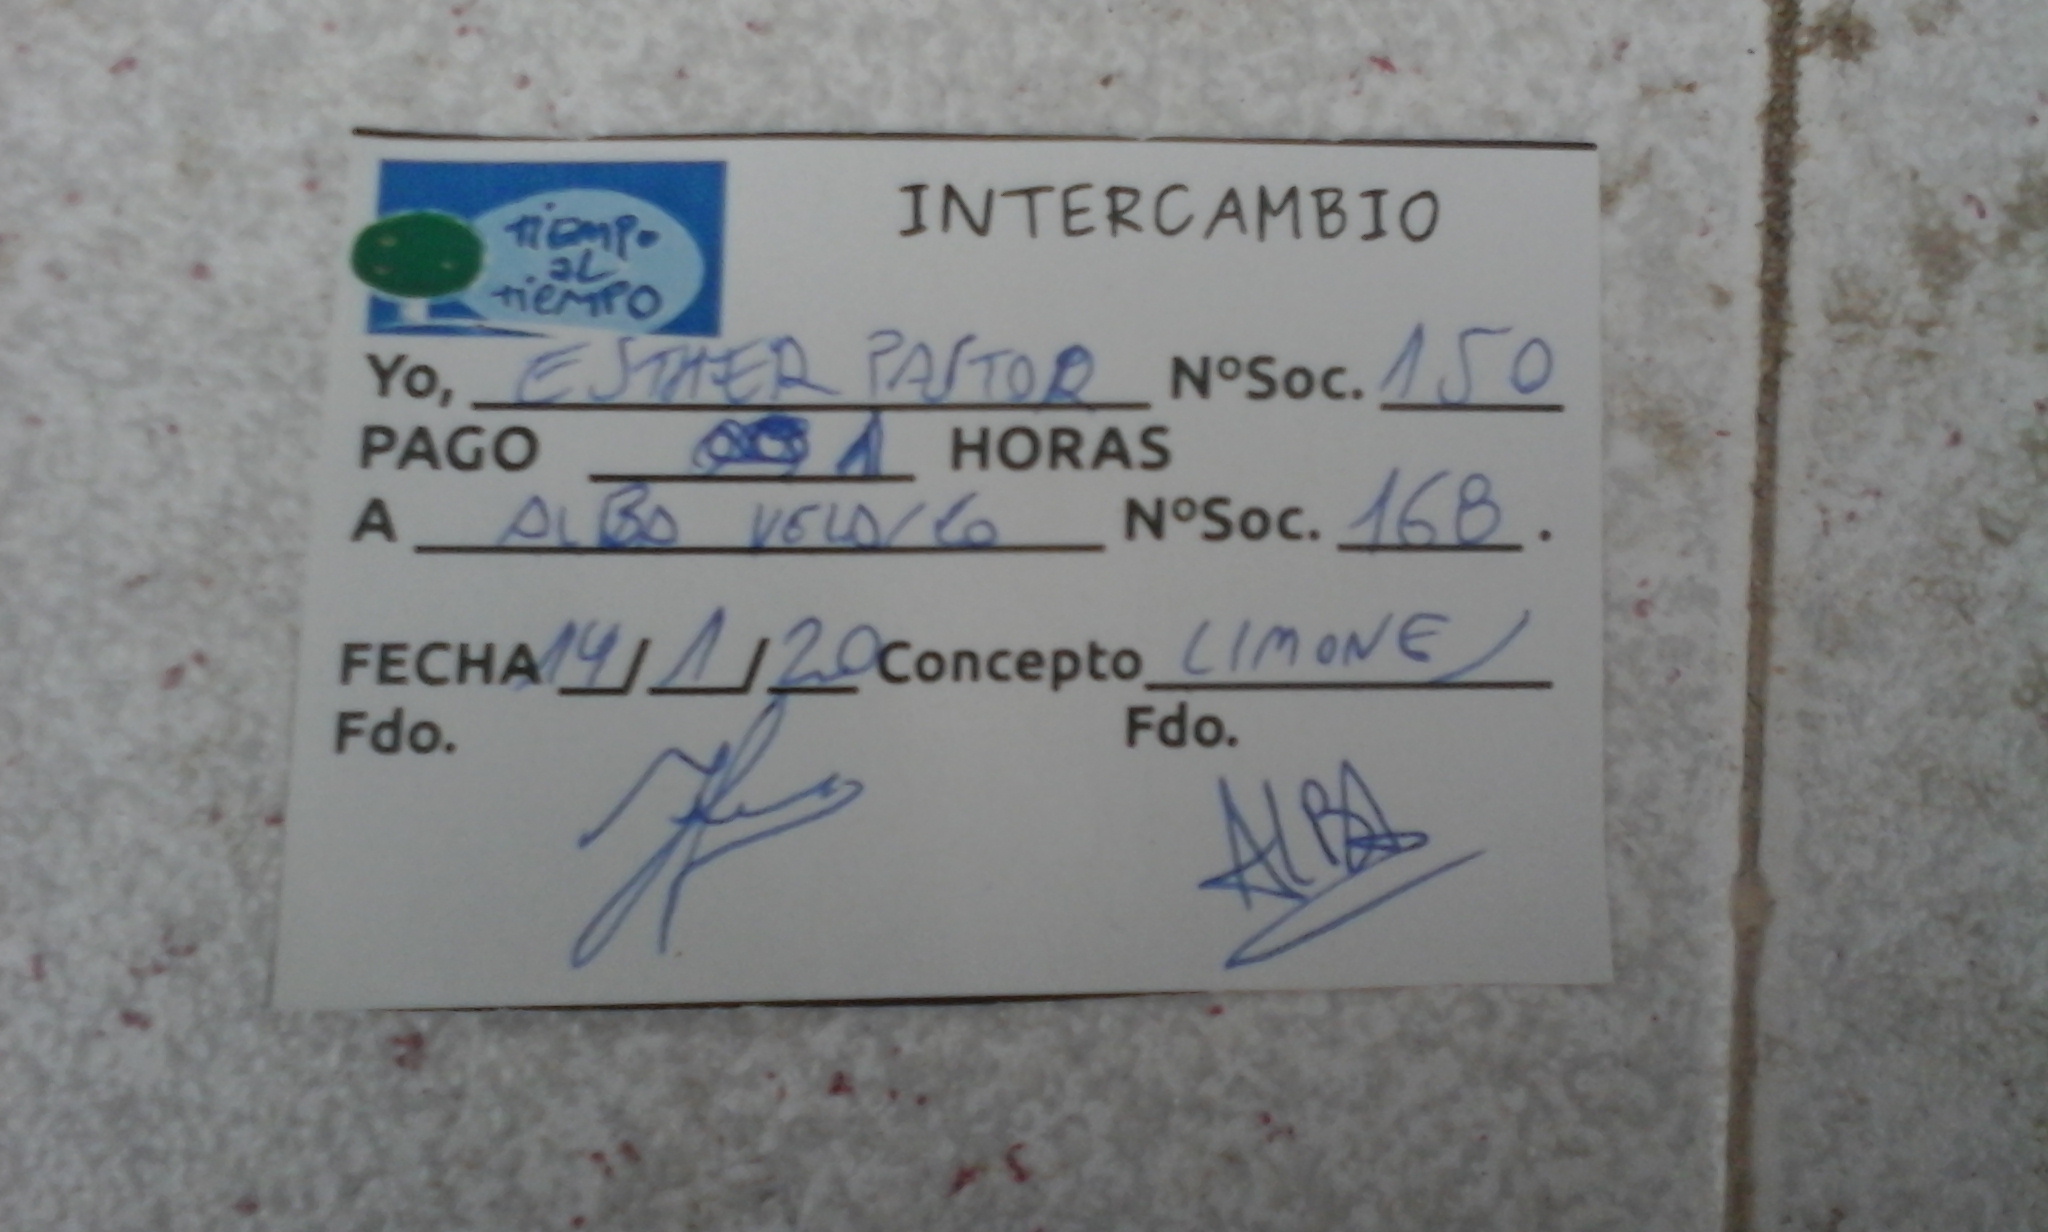 TIEMPO
AL
TIEMPO
INTERCAMBIO
Yo, ESTHER PASTOR NºSoc. 150
PAGO 1 HORAS
A ALBA VELASCO NºSoc. 168.
FECHA 14/1/20 Concepto LIMONES
Fdo. Fdo.
ALBA